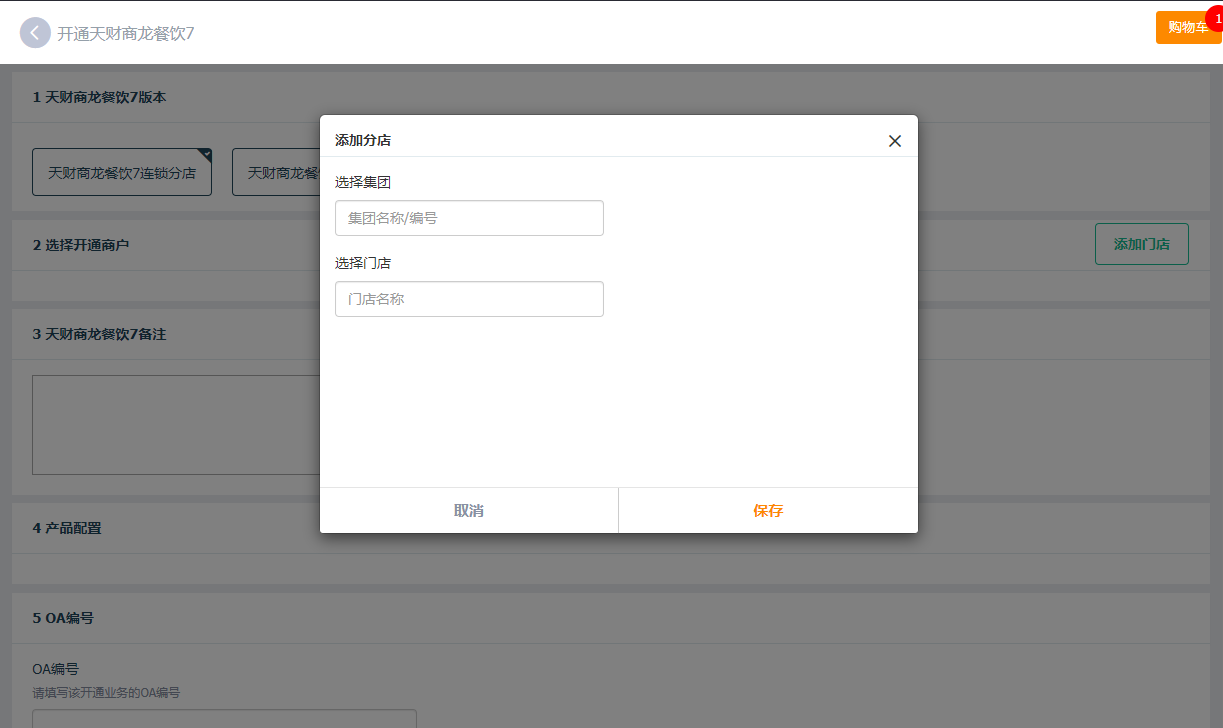 开通天财商龙餐饮7
购物车
1
1 天财商龙餐饮7版本
天财商龙餐饮7连锁分店
天财商龙餐
2 选择开通商户
添加门店
3 天财商龙餐饮7备注
4 产品配置
5 OA编号
OA编号
请填写该开通业务的OA编号
添加分店
选择集团
集团名称/编号
选择门店
门店名称
取消
保存